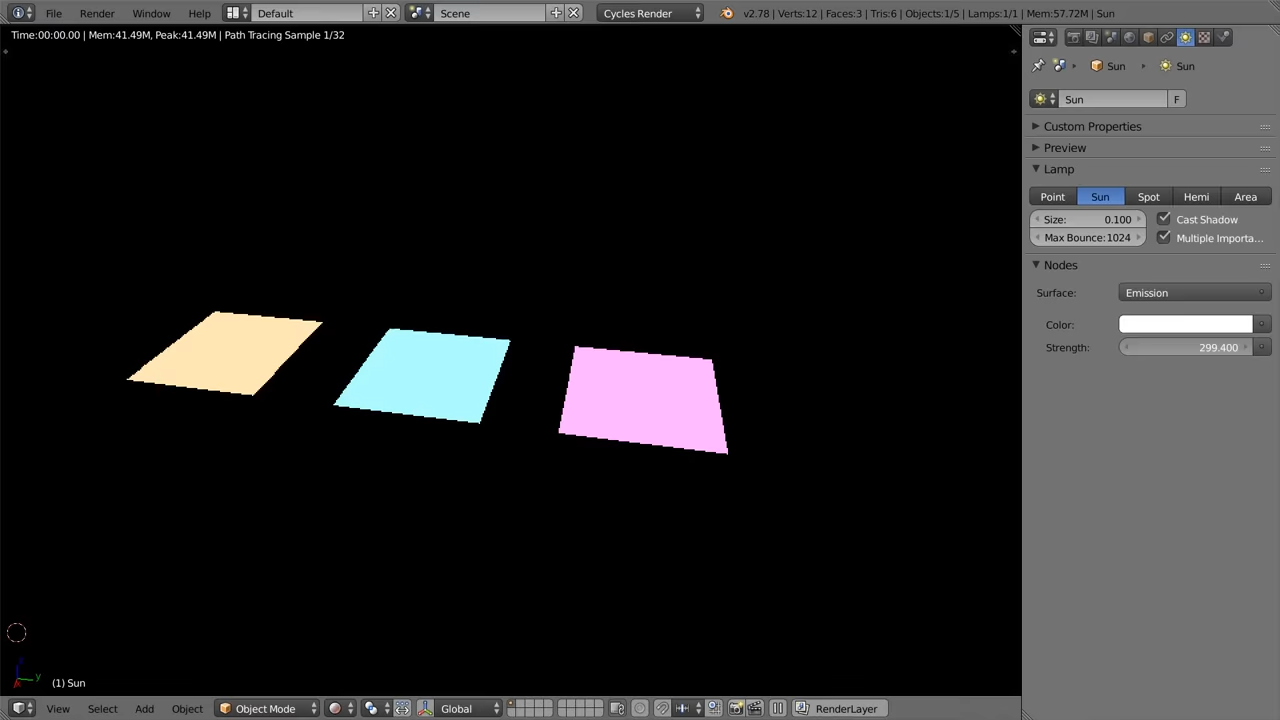 File Render Window Help Default Scene Cycles Render v2.78 | Verts:12 | Faces:3 | Tris:6 | Objects:1/5 | Lamps:1/1 | Mem:57.72M | Sun
Time:00:00.00 | Mem:41.49M, Peak:41.49M | Path Tracing Sample 1/32
Sun Sun
Sun F
Custom Properties
Preview
Lamp
Point Sun Spot Hemi Area
Size: 0.100 Cast Shadow
Max Bounce:1024 Multiple Importa...
Nodes
Surface: Emission
Color:
Strength: 299.400
y
(1) Sun
View Select Add Object Object Mode Global RenderLayer